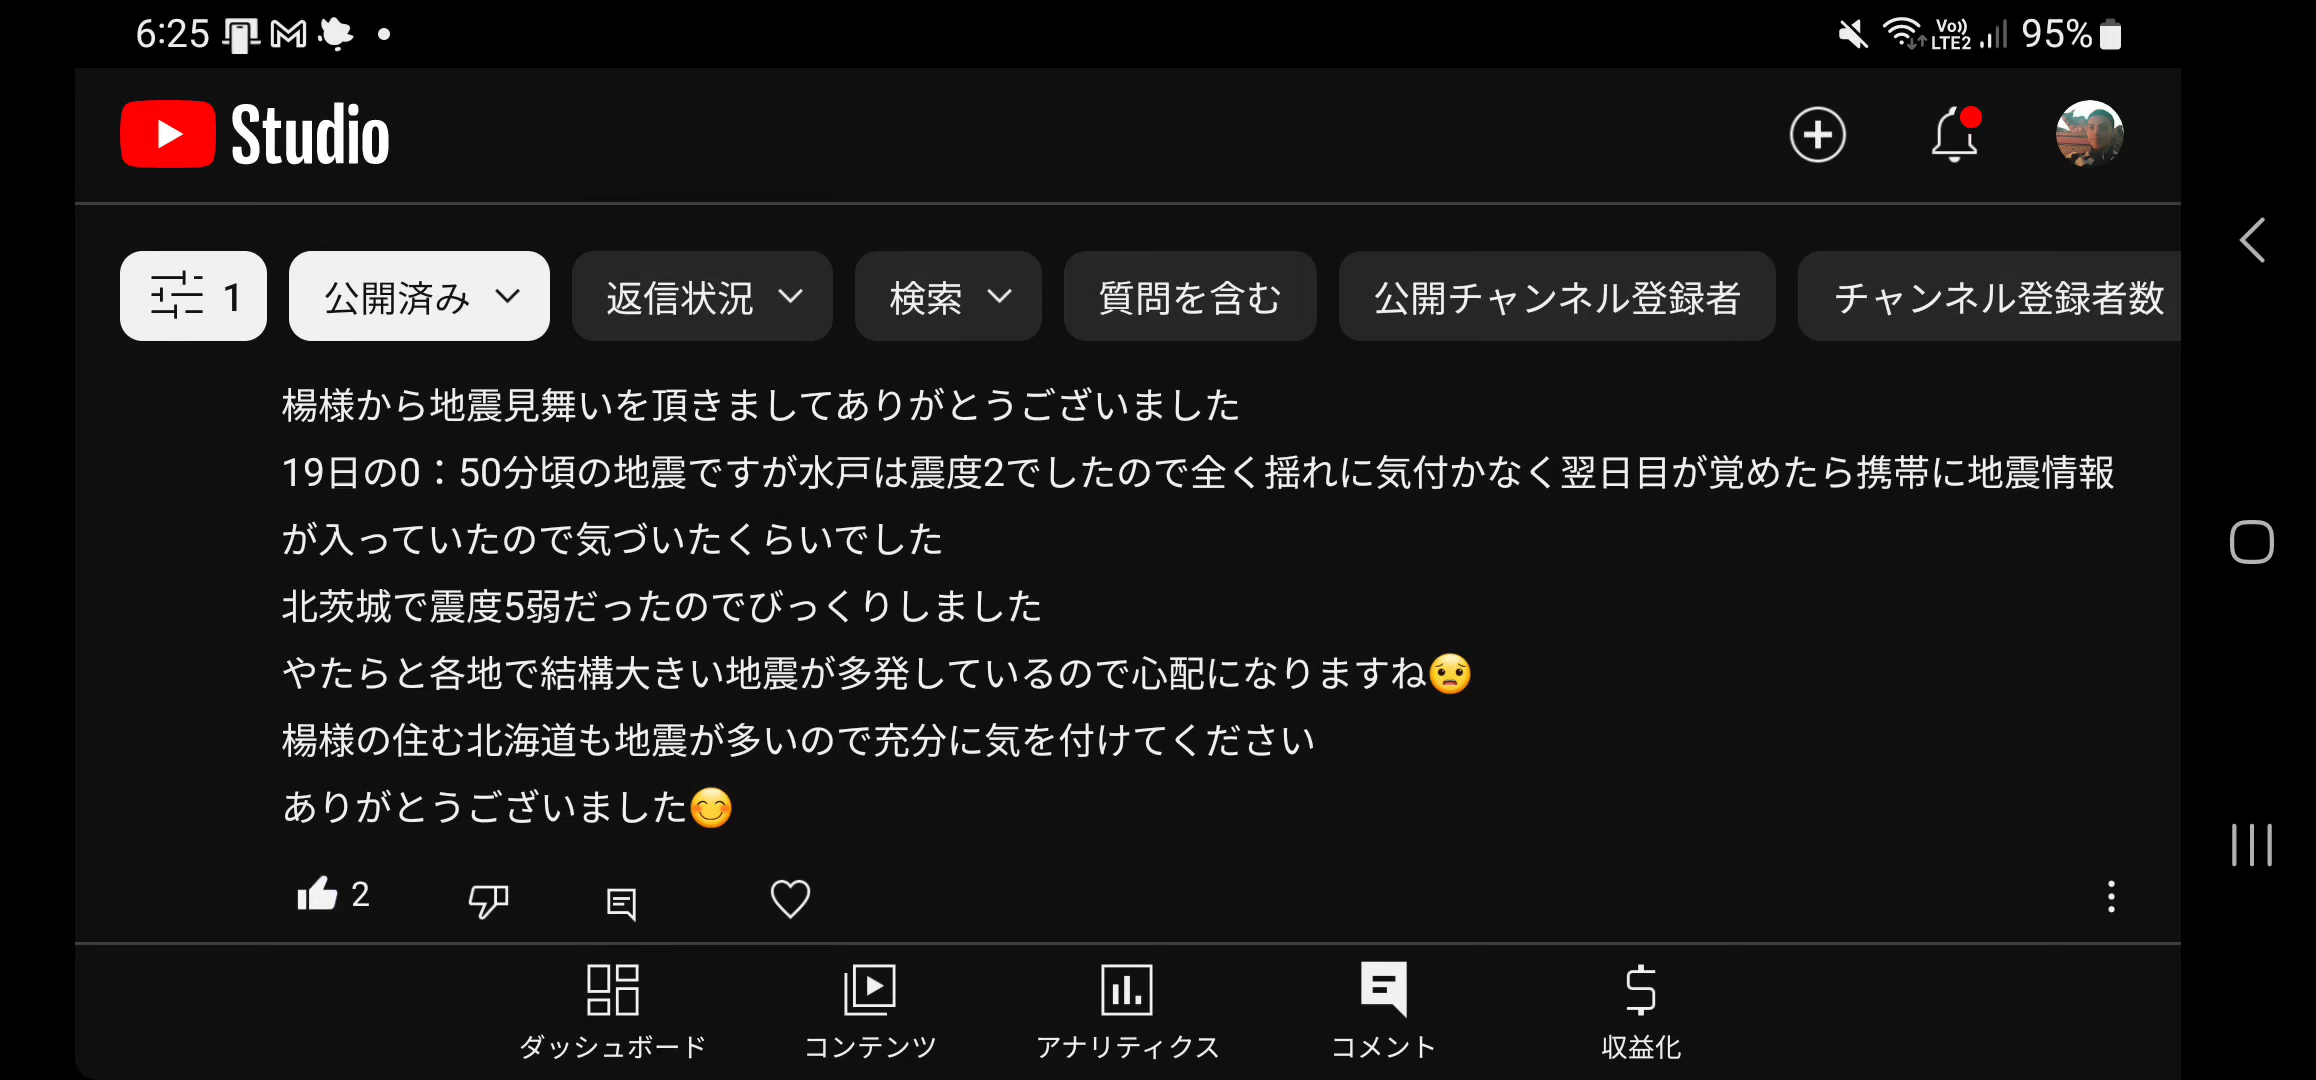 6:25
Vo)) LTE2 95%
Studio
1 公開済み 返信状況 検索 質問を含む 公開チャンネル登録者 チャンネル登録者数
楊様から地震見舞いを頂きましてありがとうございました
19日の0：50分頃の地震ですが水戸は震度2でしたので全く揺れに気付かなく翌日目が覚めたら携帯に地震情報
が入っていたので気づいたくらいでした
北茨城で震度5弱だったのでびっくりしました
やたらと各地で結構大きい地震が多発しているので心配になりますね😟
楊様の住む北海道も地震が多いので充分に気を付けてください
ありがとうございました😊
2
ダッシュボード コンテンツ アナリティクス コメント 収益化